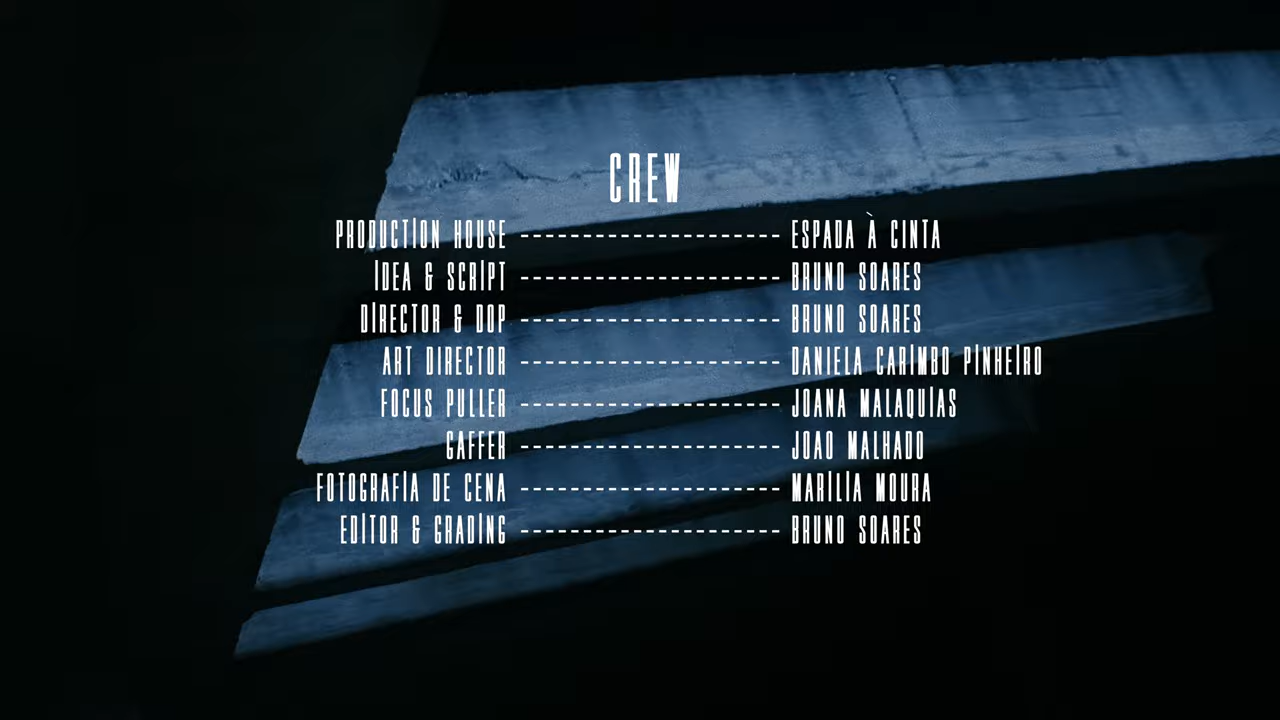 CREW
PRODUCTION HOUSE --------------------- ESPADA À CINTA
IDEA & SCRIPT --------------------- BRUNO SOARES
DIRECTOR & DOP --------------------- BRUNO SOARES
ART DIRECTOR --------------------- DANIELA CARIMBO PINHEIRO
FOCUS PULLER --------------------- JOANA MALAQUIAS
GAFFER --------------------- JOAO MALHADO
FOTOGRAFIA DE CENA --------------------- MARILIA MOURA
EDITOR & GRADING --------------------- BRUNO SOARES